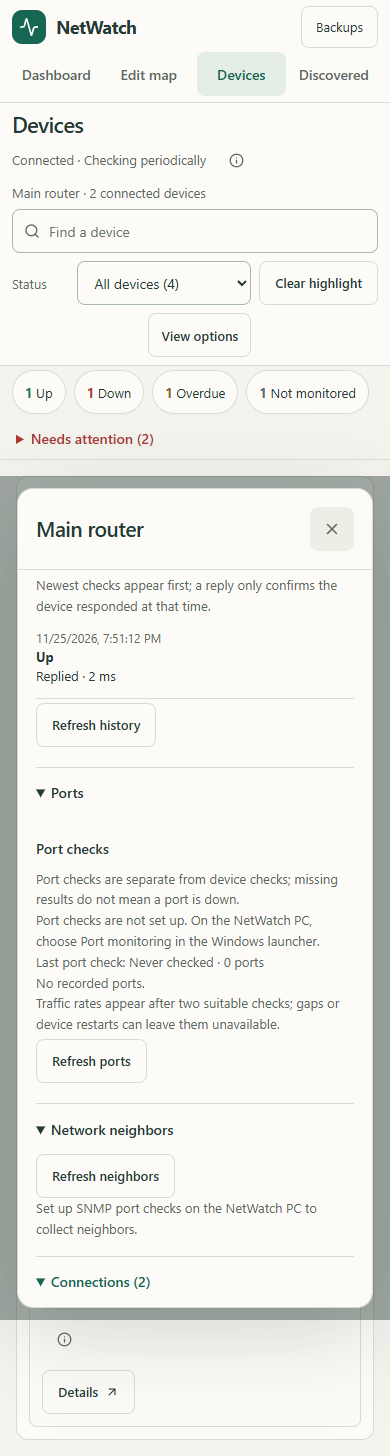 NetWatch
Backups
Dashboard
Edit map
Devices
Discovered
Devices
Connected · Checking periodically
Main router · 2 connected devices
Find a device
Status
All devices (4)
Clear highlight
View options
1 Up
1 Down
1 Overdue
1 Not monitored
Needs attention (2)
Main router
Newest checks appear first; a reply only confirms the
device responded at that time.
11/25/2026, 7:51:12 PM
Up
Replied · 2 ms
Refresh history
Ports
Port checks
Port checks are separate from device checks; missing
results do not mean a port is down.
Port checks are not set up. On the NetWatch PC,
choose Port monitoring in the Windows launcher.
Last port check: Never checked · 0 ports
No recorded ports.
Traffic rates appear after two suitable checks; gaps or
device restarts can leave them unavailable.
Refresh ports
Network neighbors
Refresh neighbors
Set up SNMP port checks on the NetWatch PC to
collect neighbors.
Connections (2)
Details